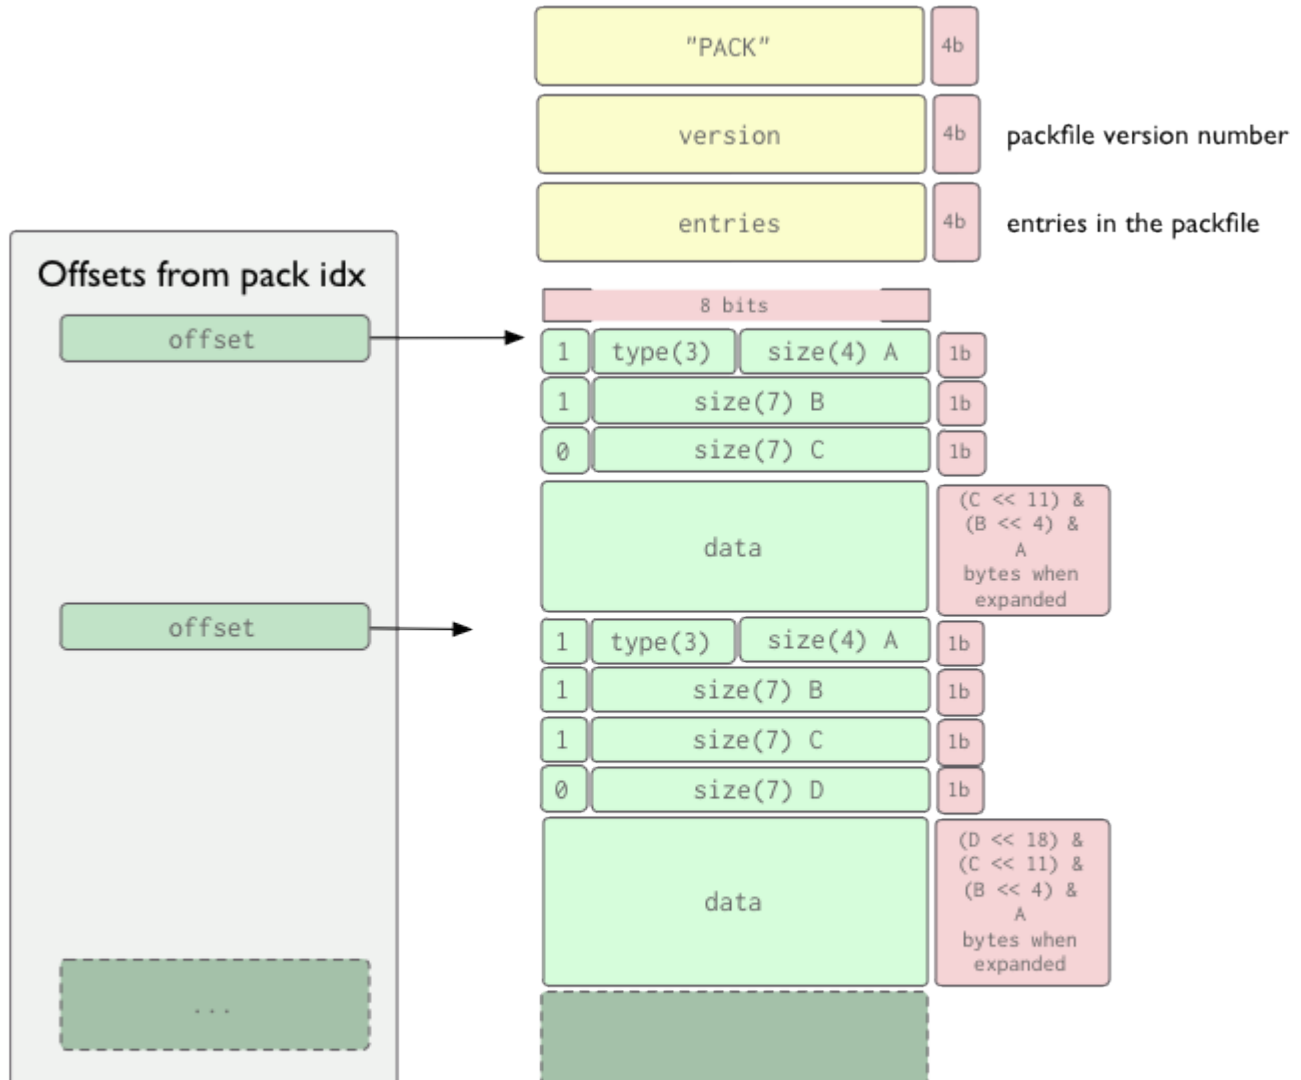 "PACK"
4b
version
4b
packfile version number
entries
4b
entries in the packfile
Offsets from pack idx
offset
8 bits
1
type(3)
size(4) A
1b
1
size(7) B
1b
0
size(7) C
1b
data
(C << 11) &
(B << 4) &
A
bytes when
expanded
offset
1
type(3)
size(4) A
1b
1
size(7) B
1b
1
size(7) C
1b
0
size(7) D
1b
data
(D << 18) &
(C << 11) &
(B << 4) &
A
bytes when
expanded
...